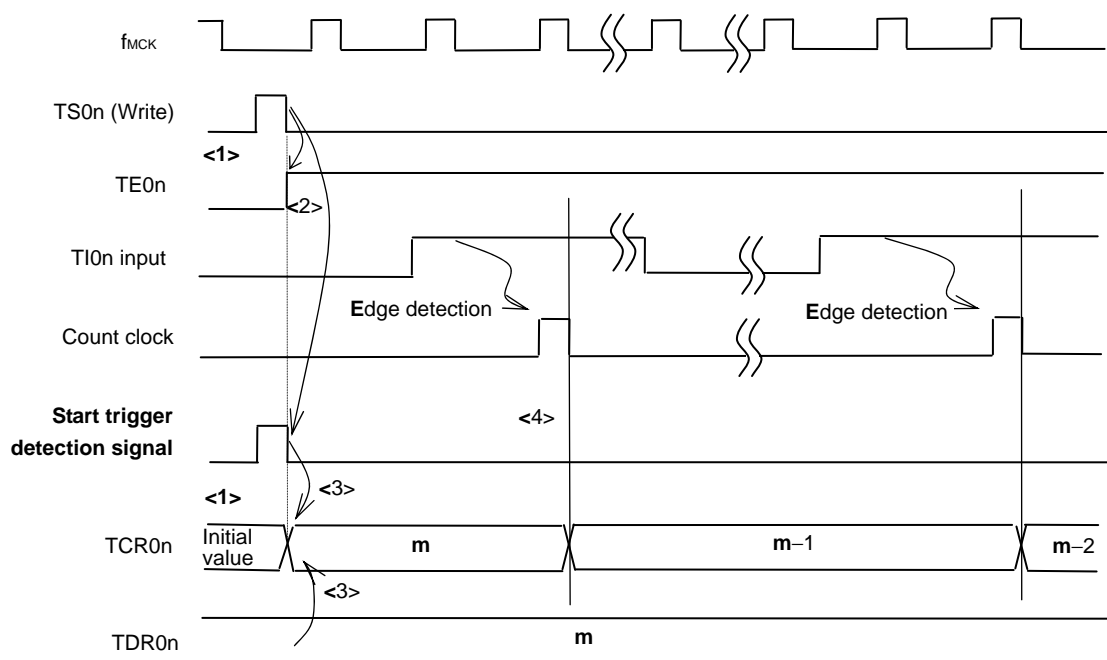 fMCK
TS0n (Write)
<1>
TE0n
<2>
TI0n input
Edge detection
Edge detection
Count clock
Start trigger
detection signal
<4>
<1>
<3>
TCR0n
Initial
value
m
m−1
m−2
<3>
TDR0n
m